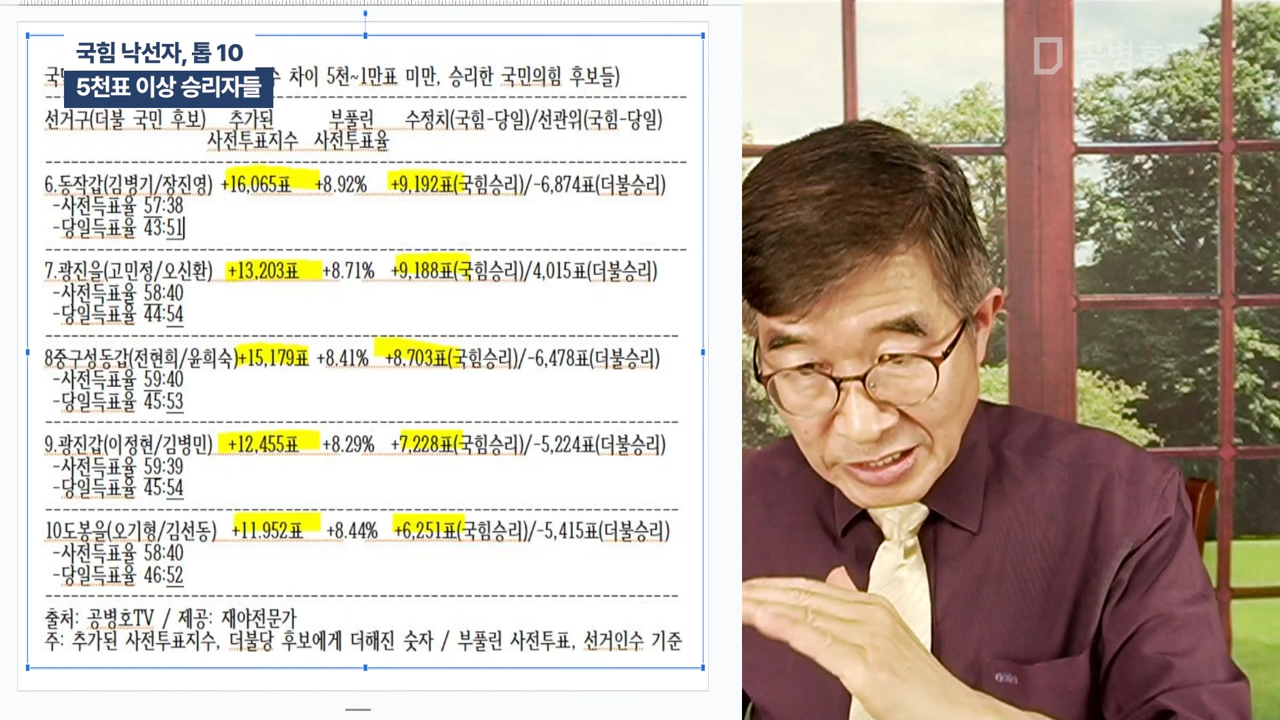 국힘 낙선자, 톱 10
5천표 이상 승리자들
차이 5천~1만표 미만, 승리한 국민의힘 후보들)
선거구(더불 국민 후보) 추가된 부풀린 수정치(국힘-당일)/선관위(국힘-당일)
사전투표지수 사전투표율
6.동작갑(김병기/장진영) +16,065표 +8.92% +9,192표(국힘승리)/-6,874표(더불승리)
-사전득표율 57:38
-당일득표율 43:51
7.광진을(고민정/오신환) +13,203표 +8.71% +9,188표(국힘승리)/4,015표(더불승리)
-사전득표율 58:40
-당일득표율 44:54
8중구성동갑(전현희/윤희숙)+15,179표 +8.41% +8.703표(국힘승리)/-6,478표(더불승리)
-사전득표율 59:40
-당일득표율 45:53
9.광진갑(이정현/김병민) +12,455표 +8.29% +7,228표(국힘승리)/-5,224표(더불승리)
-사전득표율 59:39
-당일득표율 45:54
10도봉을(오기형/김선동) +11.952표 +8.44% +6,251표(국힘승리)/-5,415표(더불승리)
-사전득표율 58:40
-당일득표율 46:52
출처: 공병호TV / 제공: 재야전문가
주: 추가된 사전투표지수, 더불당 후보에게 더해진 숫자 / 부풀린 사전투표, 선거인수 기준
공병호TV